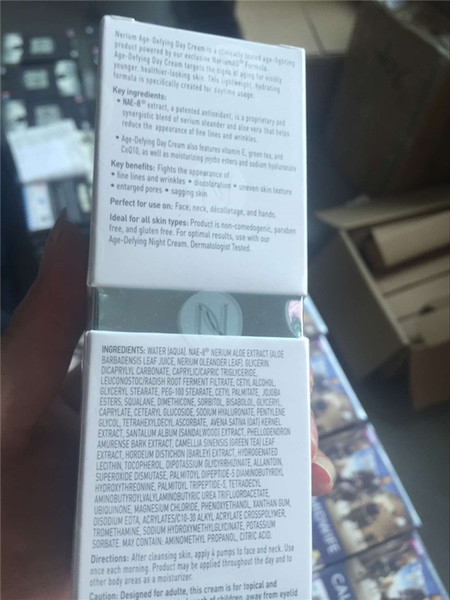 Nerium Age-Defying Day Cream is a clinically tested age-fighting
product powered by our exclusive NeriumAD® Formula.
Age-Defying Day Cream targets the signs of aging for visibly
younger, healthier-looking skin. This lightweight, hydrating
formula is specifically created for daytime usage.
Key ingredients:
• NAE-8® extract, a patented antioxidant, is a proprietary and
synergistic blend of nerium oleander and aloe vera that helps
reduce the appearance of fine lines and wrinkles.
• Age-Defying Day Cream also features vitamin E, green tea, and
CoQ10, as well as moisturizing jojoba esters and sodium hyaluronate
Key benefits: Fights the appearance of
• fine lines and wrinkles • discoloration • uneven skin texture
• enlarged pores • sagging skin
Perfect for use on: Face, neck, décolletage, and hands.
Ideal for all skin types: Product is non-comedogenic, paraben
free, and gluten free. For optimal results, use with our
Age-Defying Night Cream. Dermatologist Tested.
N
INGREDIENTS: WATER (AQUA), NAE-8® NERIUM ALOE EXTRACT (ALOE
BARBADENSIS LEAF JUICE, NERIUM OLEANDER LEAF), GLYCERIN,
DICAPRYLYL CARBONATE, CAPRYLIC/CAPRIC TRIGLYCERIDE,
LEUCONOSTOC/RADISH ROOT FERMENT FILTRATE, CETYL ALCOHOL,
GLYCERYL STEARATE, PEG-100 STEARATE, CETYL PALMITATE, JOJOBA
ESTERS, SQUALANE, DIMETHICONE, SORBITOL, BISABOLOL, GLYCERYL
CAPRYLATE, CETEARYL GLUCOSIDE, SODIUM HYALURONATE, PENTYLENE
GLYCOL, TETRAHEXYLDECYL ASCORBATE, AVENA SATIVA (OAT) KERNEL
EXTRACT, SANTALUM ALBUM (SANDALWOOD) EXTRACT, PHELLODENDRON
AMURENSE BARK EXTRACT, CAMELLIA SINENSIS (GREEN TEA) LEAF
EXTRACT, HORDEUM DISTICHON (BARLEY) EXTRACT, HYDROGENATED
LECITHIN, TOCOPHEROL, DIPOTASSIUM GLYCYRRHIZATE, ALLANTOIN,
SUPEROXIDE DISMUTASE, PALMITOYL DIPEPTIDE-5 DIAMINOBUTYROYL
HYDROXYTHREONINE, PALMITOYL TRIPEPTIDE-5, TETRADECYL
AMINOBUTYROYLVALYLAMINOBUTYRIC UREA TRIFLUOROACETATE,
UBIQUINONE, MAGNESIUM CHLORIDE, PHENOXYETHANOL, XANTHAN GUM,
DISODIUM EDTA, ACRYLATES/C10-30 ALKYL ACRYLATE CROSSPOLYMER,
TROMETHAMINE, SODIUM HYDROXYMETHYLGLYCINATE, POTASSIUM
SORBATE. MAY CONTAIN: AMINOMETHYL PROPANOL, CITRIC ACID.
Directions: After cleansing skin, apply 4 pumps to face and neck. Use
once each morning. Product may be applied throughout the day and to
other body areas as a moisturizer.
Caution: Designed for adults, this cream is for topical and
of children, away from eyelid